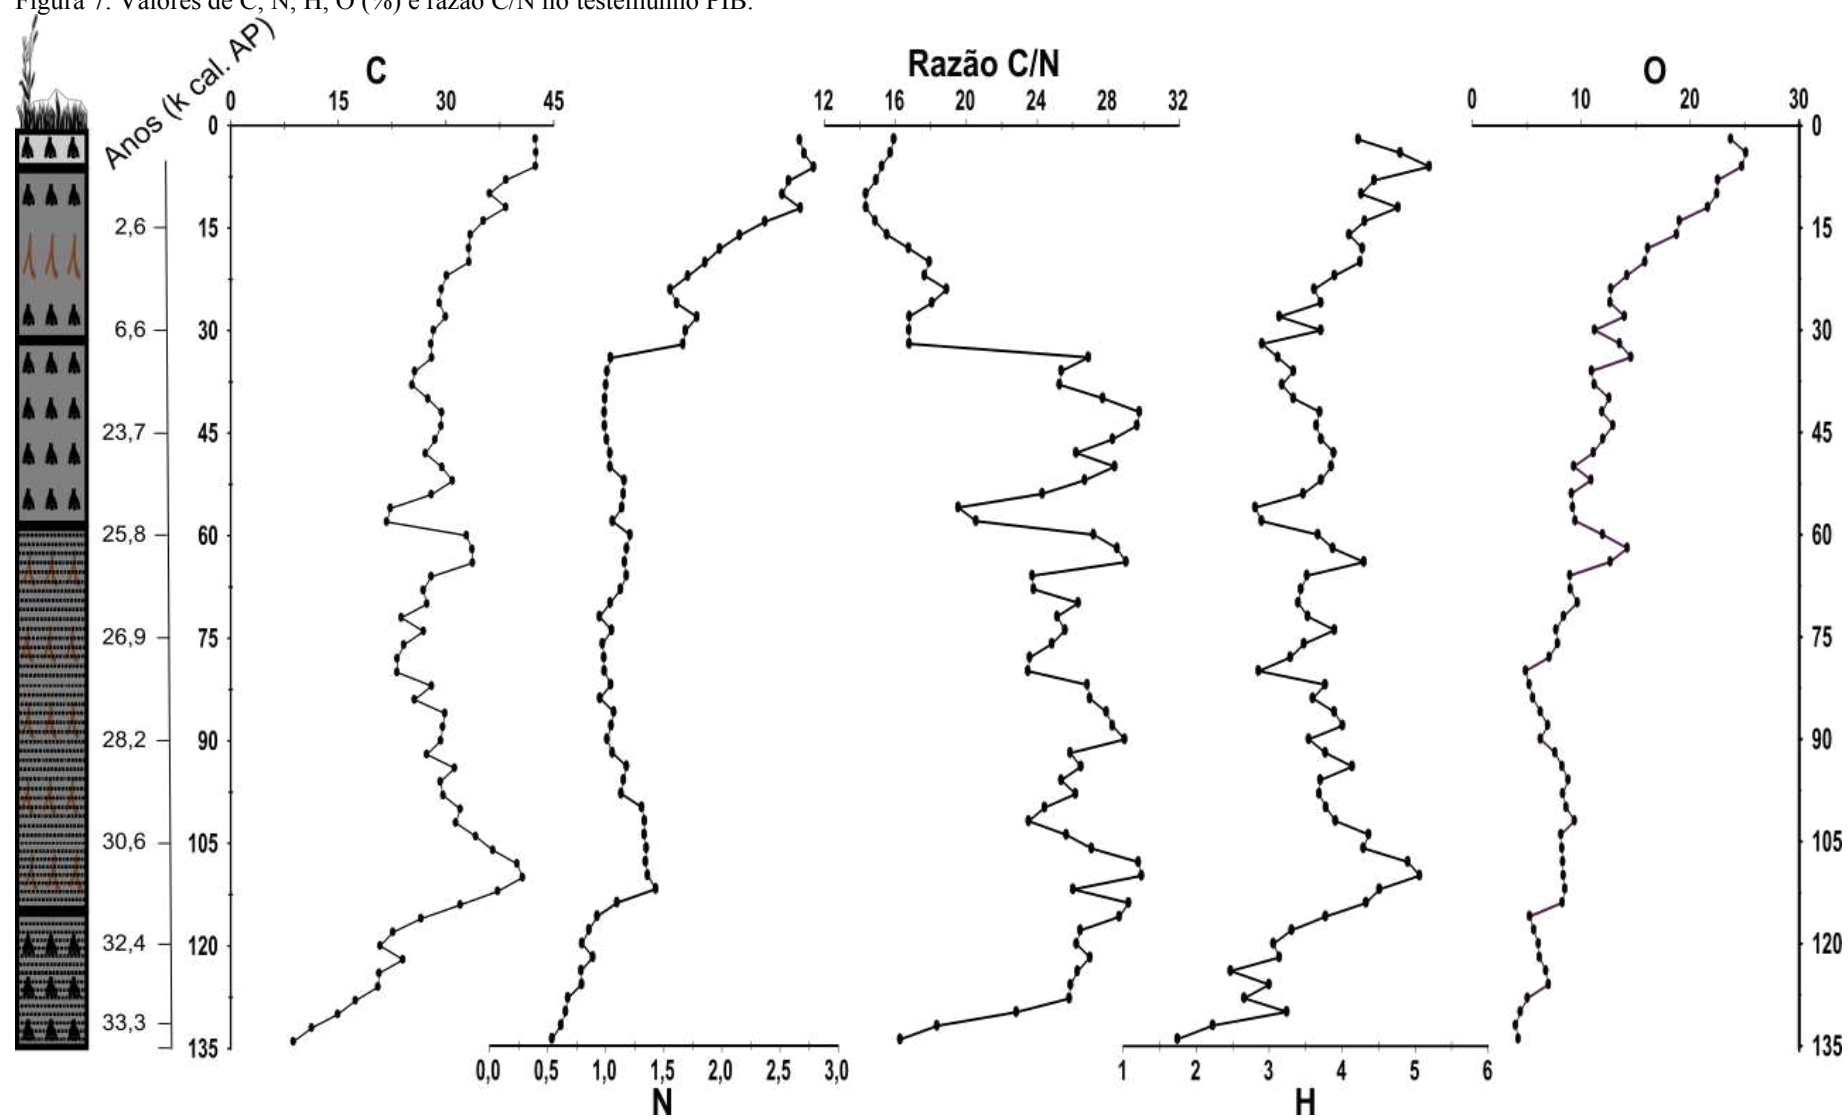 Figura 7: Valores de C, N, H, O (%) e razão C/N no testemunho PIB.
Anos (k cal. AP)
C
Razão C/N
O
0 15 30 45
12 16 20 24 28 32
0 10 20 30
0 0
2,6 15 15
6,6 30 30
23,7 45 45
25,8 60 60
26,9 75 75
28,2 90 90
30,6 105 105
32,4 120 120
33,3
135 135
0,0 0,5 1,0 1,5 2,0 2,5 3,0
1 2 3 4 5 6
N
H